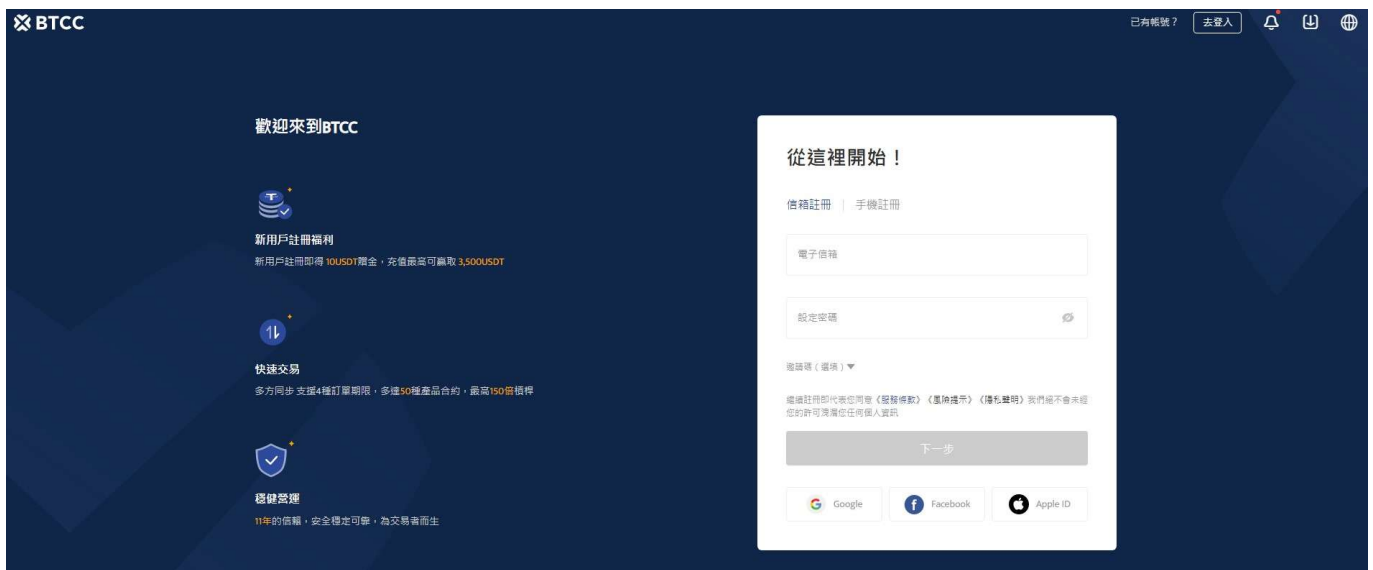 BTCC
已有帳號？
去登入
歡迎來到BTCC
新用戶註冊福利
新用戶註冊即得 10USDT贈金，充值最高可贏取 3,500USDT
快速交易
多方同步 支援4種訂單期限，多達50種產品合約，最高150倍槓桿
穩健營運
11年的信賴，安全穩定可靠，為交易者而生
從這裡開始！
信箱註冊 | 手機註冊
電子信箱
設定密碼
邀請碼（選填）
繼續註冊即代表您同意《服務條款》《風險提示》《隱私聲明》我們絕不會未經
您的許可洩漏您任何個人資訊
下一步
Google
Facebook
Apple ID